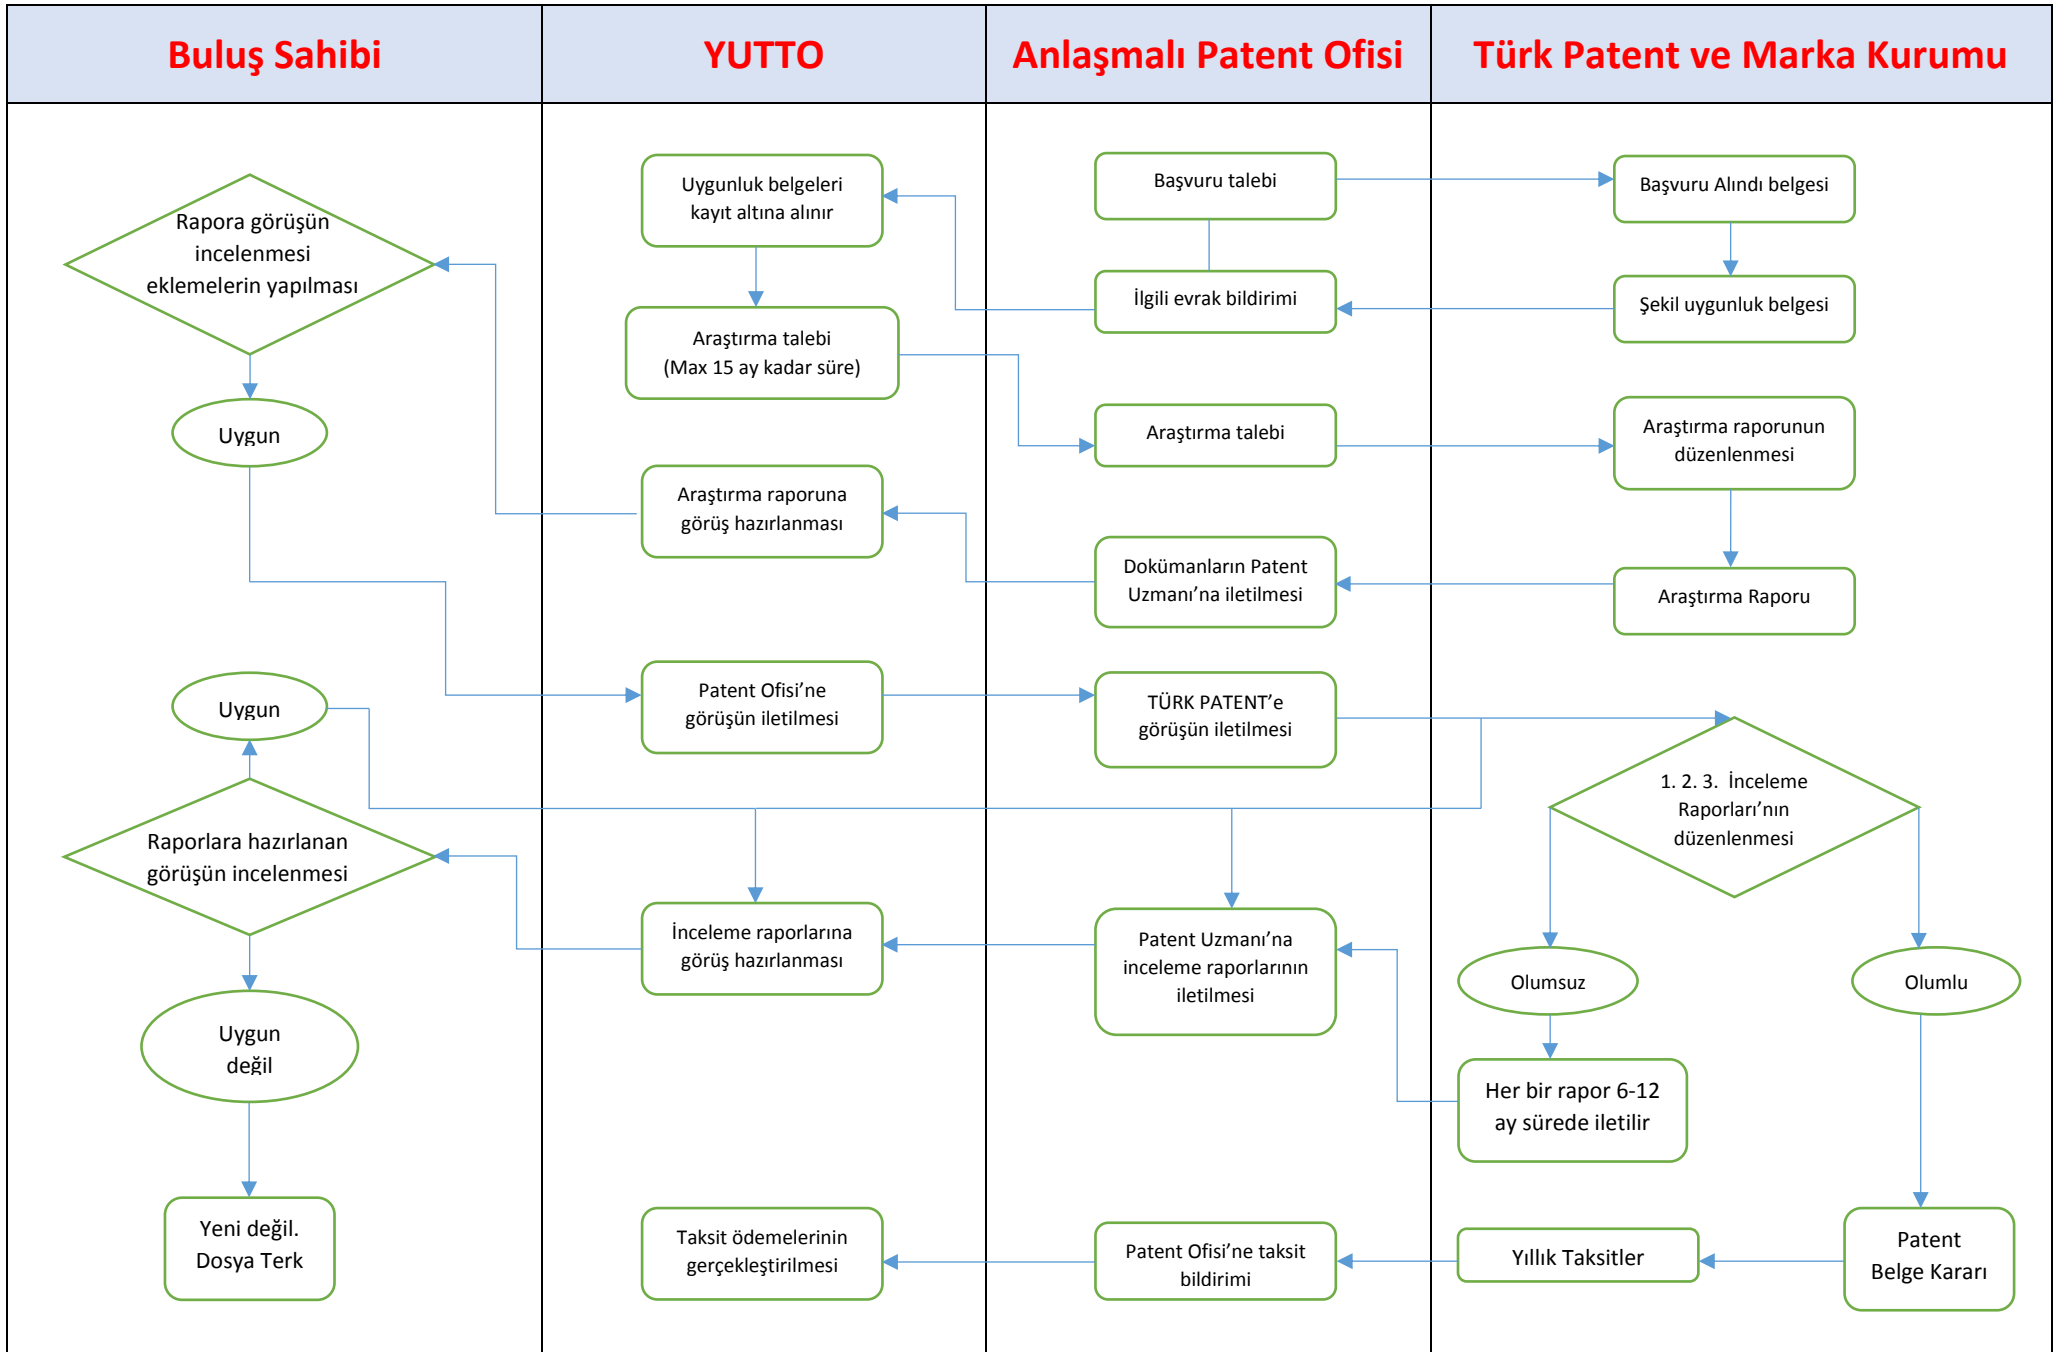 Buluş Sahibi
YUTTO
Anlaşmalı Patent Ofisi
Türk Patent ve Marka Kurumu
Rapora görüşün
incelenmesi
eklemelerin yapılması
Uygun
Uygun
Raporlara hazırlanan
görüşün incelenmesi
Uygun
değil
Yeni değil.
Dosya Terk
Uygunluk belgeleri
kayıt altına alınır
Araştırma talebi
(Max 15 ay kadar süre)
Araştırma raporuna
görüş hazırlanması
Patent Ofisi’ne
görüşün iletilmesi
İnceleme raporlarına
görüş hazırlanması
Taksit ödemelerinin
gerçekleştirilmesi
Başvuru talebi
İlgili evrak bildirimi
Araştırma talebi
Dokümanların Patent
Uzmanı’na iletilmesi
TÜRK PATENT’e
görüşün iletilmesi
Patent Uzmanı’na
inceleme raporlarının
iletilmesi
Patent Ofisi’ne taksit
bildirimi
Başvuru Alındı belgesi
Şekil uygunluk belgesi
Araştırma raporunun
düzenlenmesi
Araştırma Raporu
1. 2. 3. İnceleme
Raporları’nın
düzenlenmesi
Olumsuz
Olumlu
Her bir rapor 6-12
ay sürede iletilir
Yıllık Taksitler
Patent
Belge Kararı